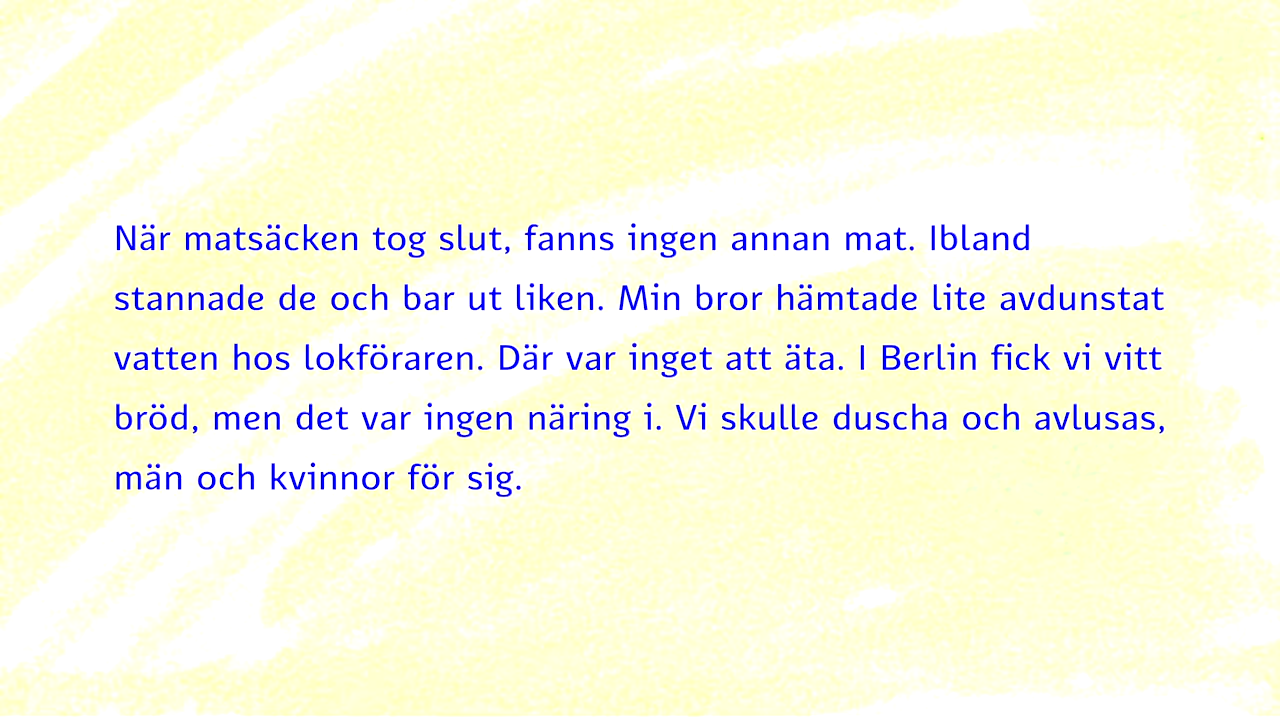 När matsäcken tog slut, fanns ingen annan mat. Ibland
stannade de och bar ut liken. Min bror hämtade lite avdunstat
vatten hos lokföraren. Där var inget att äta. I Berlin fick vi vitt
bröd, men det var ingen näring i. Vi skulle duscha och avlusas,
män och kvinnor för sig.